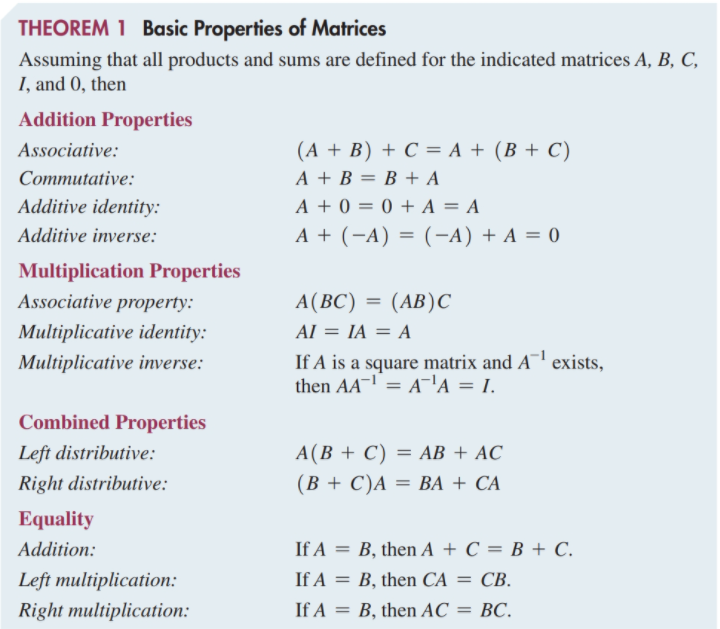 THEOREM 1 Basic Properties of Matrices
Assuming that all products and sums are defined for the indicated matrices A, B, C,
I, and 0, then
Addition Properties
Associative: (A + B) + C = A + (B + C)
Commutative: A + B = B + A
Additive identity: A + 0 = 0 + A = A
Additive inverse: A + (−A) = (−A) + A = 0
Multiplication Properties
Associative property: A(BC) = (AB)C
Multiplicative identity: AI = IA = A
Multiplicative inverse: If A is a square matrix and A⁻¹ exists,
then AA⁻¹ = A⁻¹A = I.
Combined Properties
Left distributive: A(B + C) = AB + AC
Right distributive: (B + C)A = BA + CA
Equality
Addition: If A = B, then A + C = B + C.
Left multiplication: If A = B, then CA = CB.
Right multiplication: If A = B, then AC = BC.